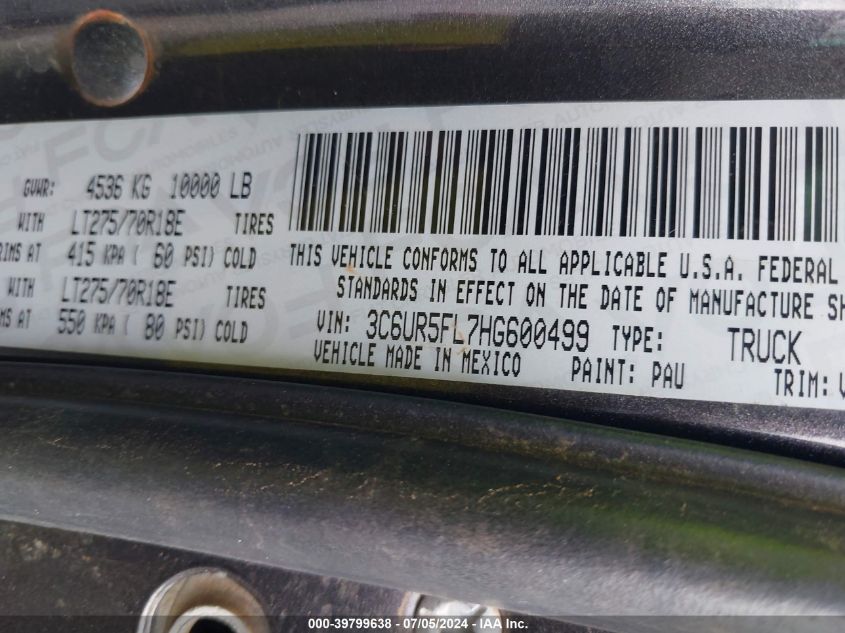 GVWR: 4536 KG 10000 LB
WITH LT275/70R18E TIRES
RIMS AT 415 KPA ( 60 PSI) COLD
WITH LT275/70R18E TIRES
MS AT 550 KPA ( 80 PSI) COLD
THIS VEHICLE CONFORMS TO ALL APPLICABLE U.S.A. FEDERAL
STANDARDS IN EFFECT ON THE DATE OF MANUFACTURE SH
VIN: 3C6UR5FL7HG600499 TYPE: TRUCK
VEHICLE MADE IN MEXICO PAINT: PAU TRIM: V
000-39799638 - 07/05/2024 - IAA Inc.